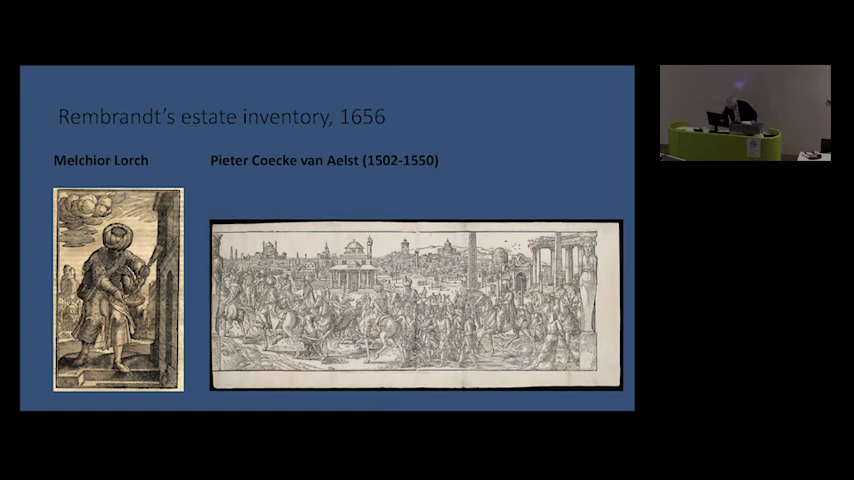 Rembrandt's estate inventory, 1656
Melchior Lorch
Pieter Coecke van Aelst (1502-1550)